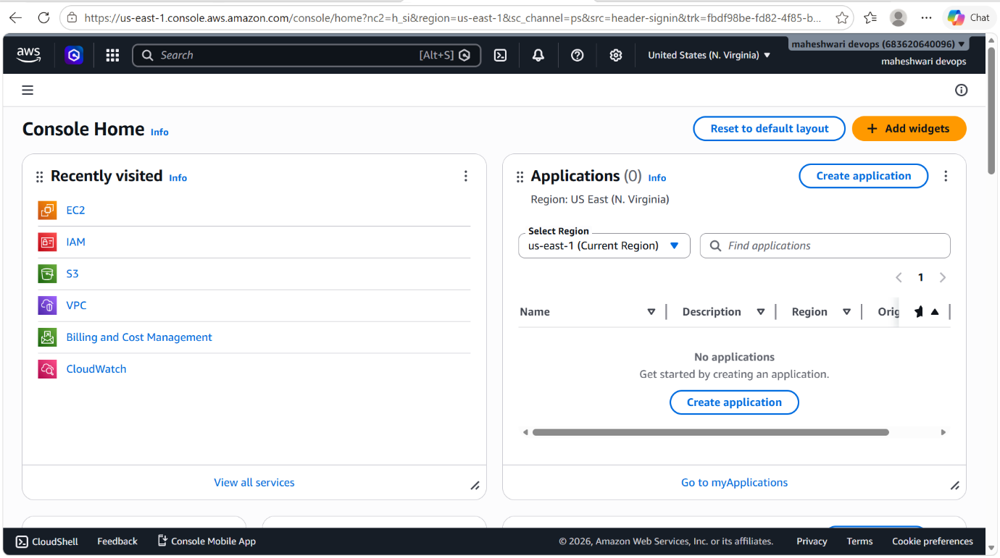 https://us-east-1.console.aws.amazon.com/console/home?nc2=h_si&region=us-east-1&sc_channel=ps&src=header-signin&trk=fbdf98be-fd82-4f85-b...
Chat
aws
Search
[Alt+S]
United States (N. Virginia)
maheshwari devops (683620640096)
maheshwari devops
Console Home Info
Reset to default layout
+ Add widgets
Recently visited Info
EC2
IAM
S3
VPC
Billing and Cost Management
CloudWatch
View all services
Applications (0) Info
Create application
Region: US East (N. Virginia)
Select Region
us-east-1 (Current Region)
Find applications
1
Name Description Region Orig
No applications
Get started by creating an application.
Create application
Go to myApplications
CloudShell Feedback Console Mobile App © 2026, Amazon Web Services, Inc. or its affiliates. Privacy Terms Cookie preferences